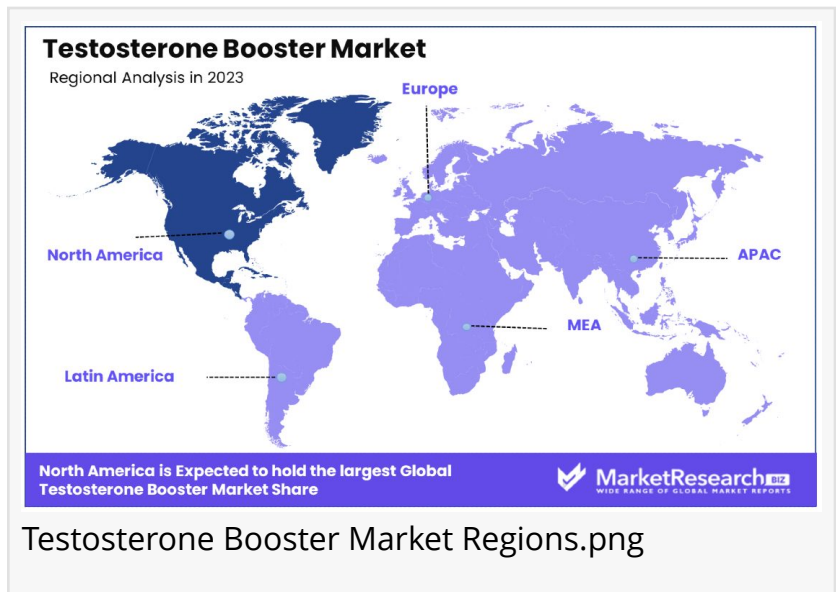 Testosterone Booster Market
Regional Analysis in 2023
Europe
North America
APAC
MEA
Latin America
North America is Expected to hold the largest Global
Testosterone Booster Market Share
MarketResearch BIZ
WIDE RANGE OF GLOBAL MARKET REPORTS
Testosterone Booster Market Regions.png